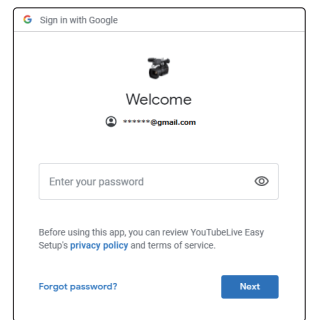 Sign in with Google
Welcome
******@gmail.com
Enter your password
Before using this app, you can review YouTubeLive Easy
Setup's privacy policy and terms of service.
Forgot password?
Next